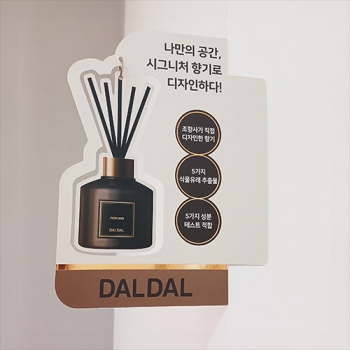 나만의 공간,
시그니처 향기로
디자인하다!
조향사가 직접
디자인한 향기
5가지
식물유래 추출물
5가지 성분
테스트 적합
DALDAL
DALDAL